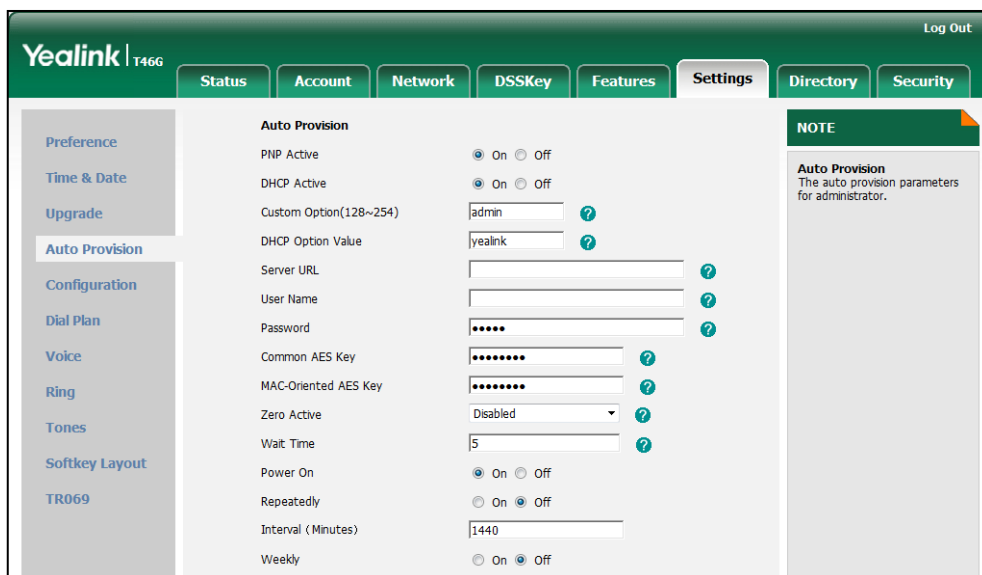 Log Out
Yealink | T46G
Status Account Network DSSKey Features Settings Directory Security
Preference
Time & Date
Upgrade
Auto Provision
Configuration
Dial Plan
Voice
Ring
Tones
Softkey Layout
TR069
Auto Provision
PNP Active On Off
DHCP Active On Off
Custom Option(128~254) admin ?
DHCP Option Value yealink ?
Server URL ?
User Name ?
Password ••••• ?
Common AES Key •••••••• ?
MAC-Oriented AES Key •••••••• ?
Zero Active Disabled ?
Wait Time 5 ?
Power On On Off
Repeatedly On Off
Interval (Minutes) 1440
Weekly On Off
NOTE
Auto Provision
The auto provision parameters
for administrator.